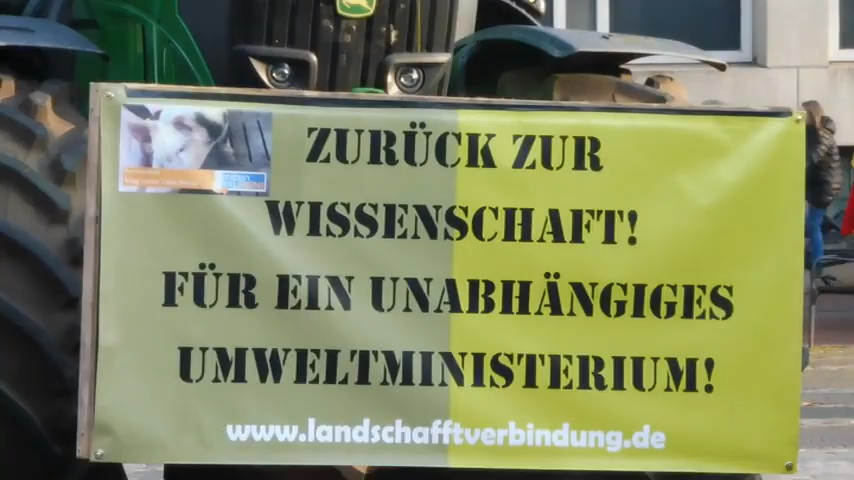 ZURÜCK ZUR
WISSENSCHAFT!
FÜR EIN UNABHÄNGIGES
UMWELTMINISTERIUM!
www.landschafftverbindung.de